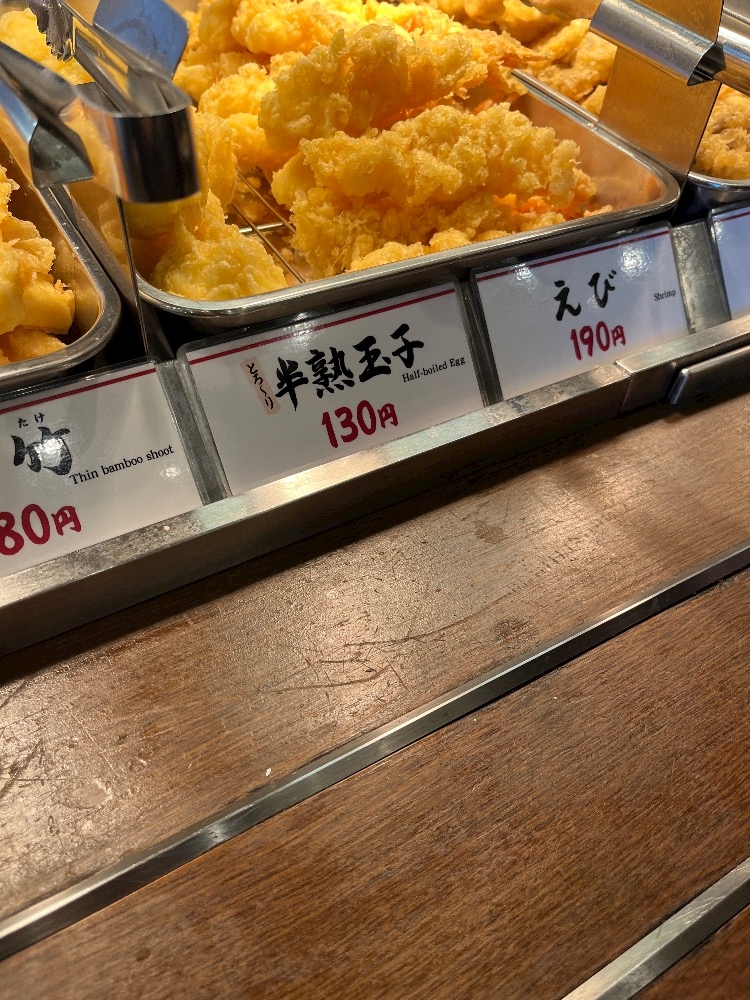 たけ
竹
Thin bamboo shoot
80円
とろ〜り
半熟玉子
Half-boiled Egg
130円
えび
Shrimp
190円